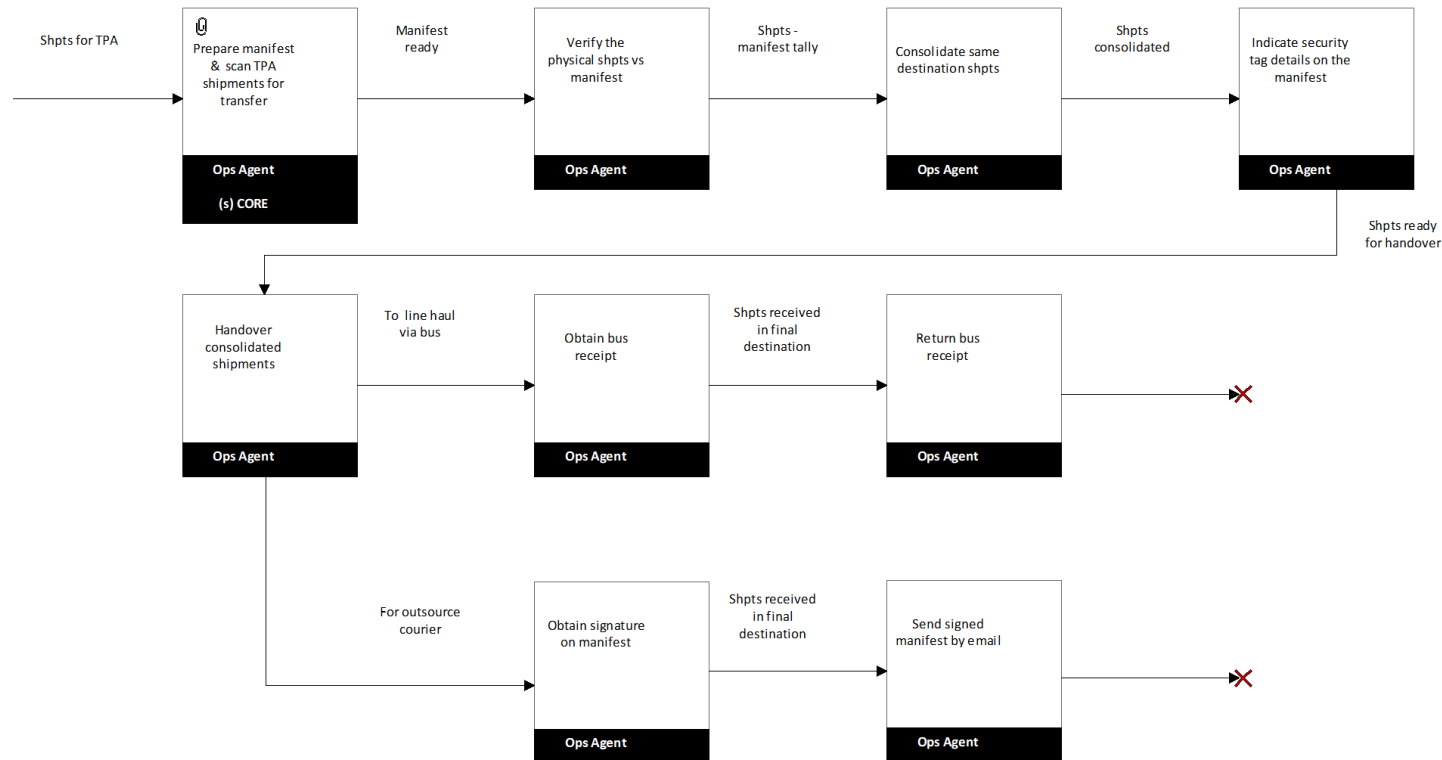 Shpts for TPA
Prepare manifest
& scan TPA
shipments for
transfer
Ops Agent
(s) CORE
Manifest
ready
Verify the
physical shpts vs
manifest
Ops Agent
Shpts -
manifest tally
Consolidate same
destination shpts
Ops Agent
Shpts
consolidated
Indicate security
tag details on the
manifest
Ops Agent
Shpts ready
for handover
Handover
consolidated
shipments
Ops Agent
To line haul
via bus
Obtain bus
receipt
Ops Agent
Shpts received
in final
destination
Return bus
receipt
Ops Agent
For outsource
courier
Obtain signature
on manifest
Ops Agent
Shpts received
in final
destination
Send signed
manifest by email
Ops Agent